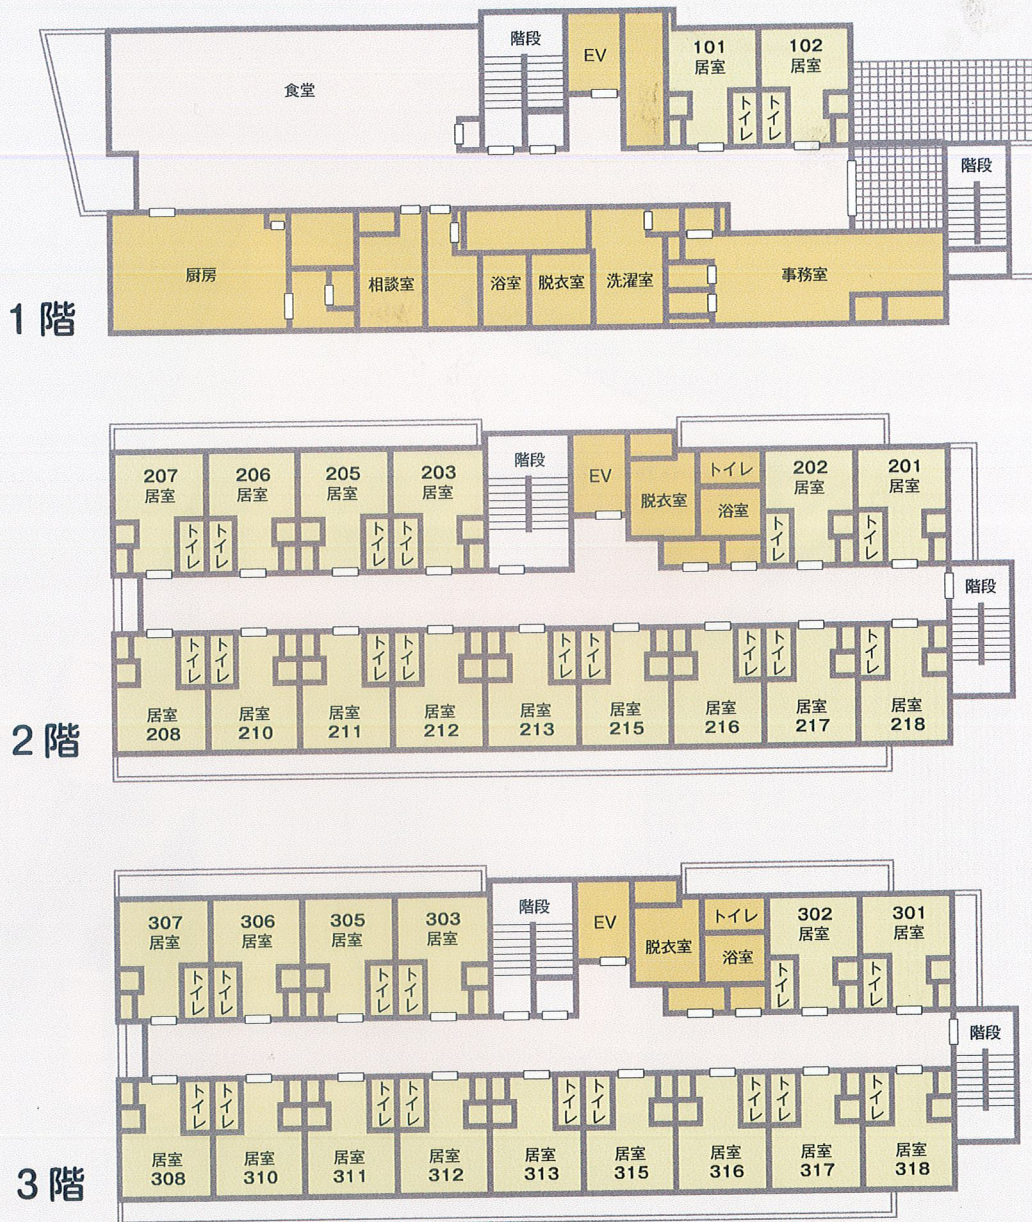 階段
EV
101
居室
102
居室
食堂
トイレ
トイレ
階段
厨房
相談室
浴室
脱衣室
洗濯室
事務室
1階
207
居室
206
居室
205
居室
203
居室
階段
EV
脱衣室
トイレ
浴室
202
居室
201
居室
トイレ
トイレ
トイレ
トイレ
トイレ
トイレ
階段
トイレ
トイレ
トイレ
トイレ
トイレ
トイレ
トイレ
トイレ
トイレ
居室
208
居室
210
居室
211
居室
212
居室
213
居室
215
居室
216
居室
217
居室
218
2階
307
居室
306
居室
305
居室
303
居室
階段
EV
脱衣室
トイレ
浴室
302
居室
301
居室
トイレ
トイレ
トイレ
トイレ
トイレ
トイレ
階段
トイレ
トイレ
トイレ
トイレ
トイレ
トイレ
トイレ
トイレ
トイレ
居室
308
居室
310
居室
311
居室
312
居室
313
居室
315
居室
316
居室
317
居室
318
3階